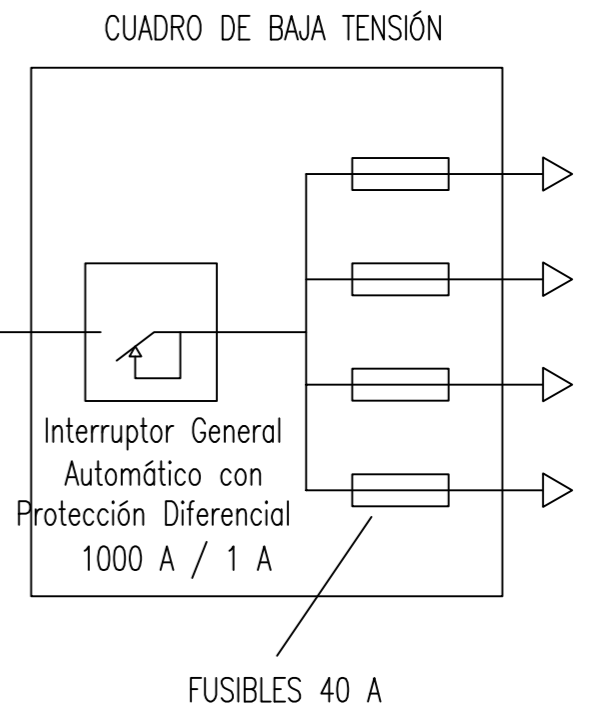 CUADRO DE BAJA TENSIÓN
Interruptor General
Automático con
Protección Diferencial
1000 A / 1 A
FUSIBLES 40 A